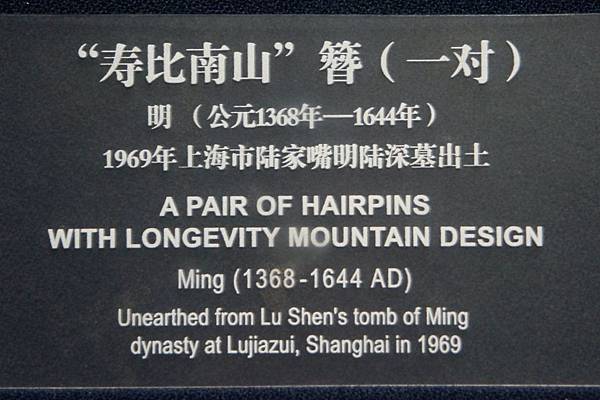 “寿比南山”簪（一对）
明（公元1368年—1644年）
1969年上海市陆家嘴明陆深墓出土
A PAIR OF HAIRPINS
WITH LONGEVITY MOUNTAIN DESIGN
Ming (1368-1644 AD)
Unearthed from Lu Shen's tomb of Ming
dynasty at Lujiazui, Shanghai in 1969